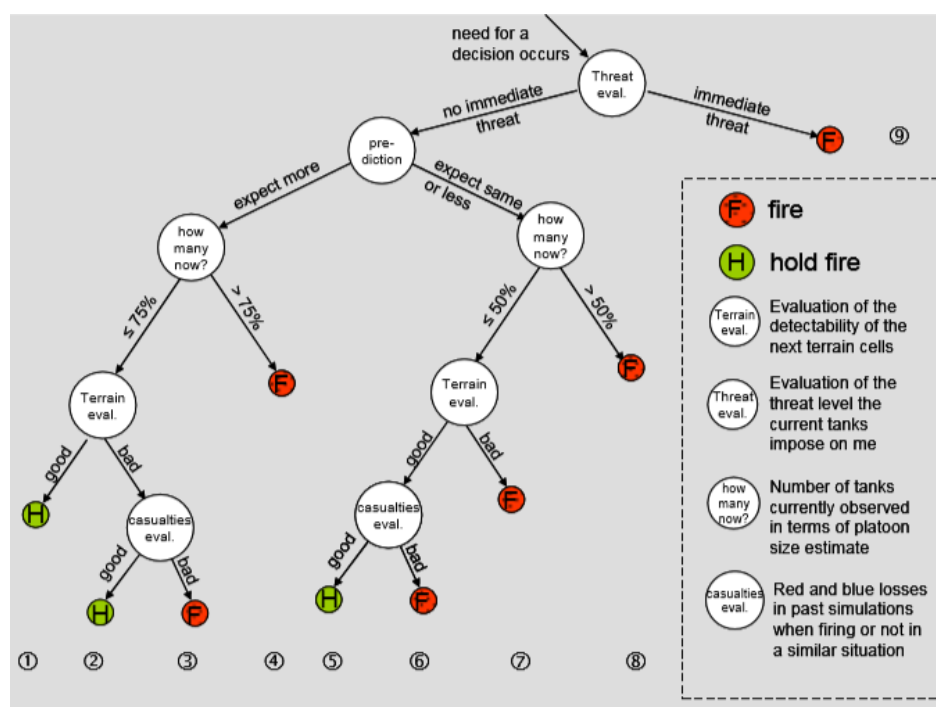 need for a
decision occurs
Threat
eval.
no immediate
threat
immediate
threat
F
⑨
pre-
diction
expect more
expect same
or less
how
many
now?
how
many
now?
≤ 75%
> 75%
≤ 50%
> 50%
F
F
Terrain
eval.
Terrain
eval.
good
bad
good
bad
H
casualties
eval.
casualties
eval.
F
good
bad
good
bad
H
F
H
F
①
②
③
④
⑤
⑥
⑦
⑧
F
fire
H
hold fire
Terrain
eval.
Evaluation of the
detectability of the
next terrain cells
Threat
eval.
Evaluation of the
threat level the
current tanks
impose on me
how
many
now?
Number of tanks
currently observed
in terms of platoon
size estimate
casualties
eval.
Red and blue losses
in past simulations
when firing or not in
a similar situation